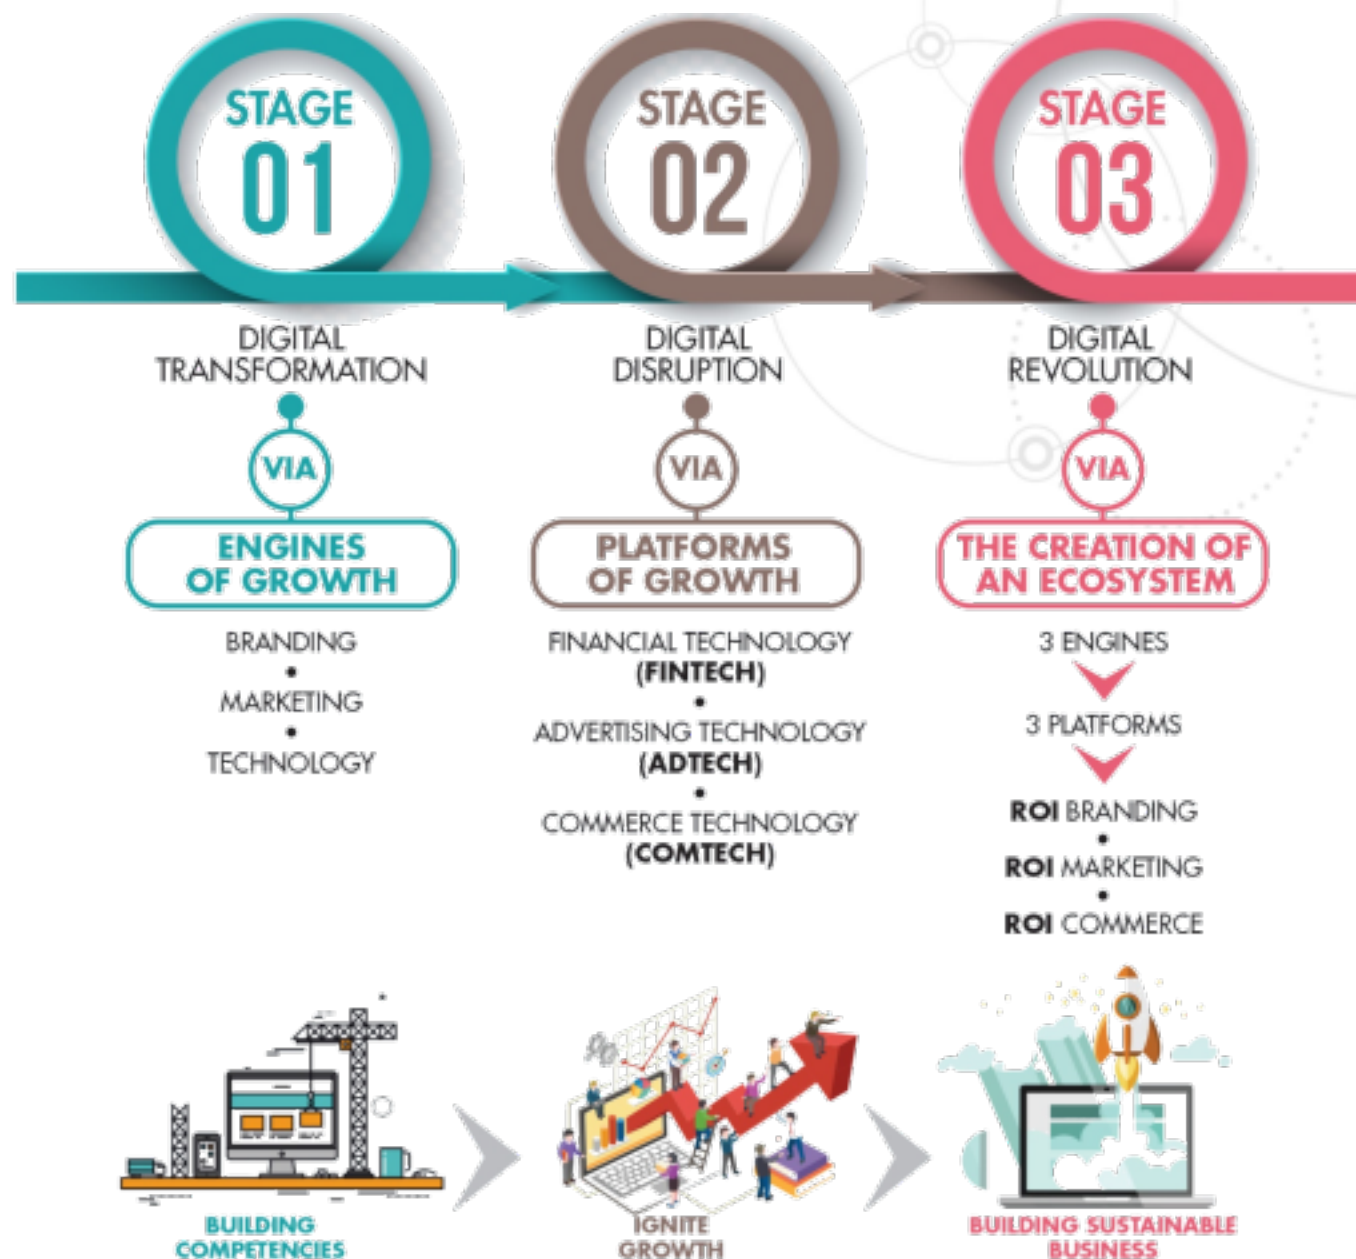 STAGE
01
STAGE
02
STAGE
03
DIGITAL
TRANSFORMATION
DIGITAL
DISRUPTION
DIGITAL
REVOLUTION
VIA
VIA
VIA
ENGINES
OF GROWTH
PLATFORMS
OF GROWTH
THE CREATION OF
AN ECOSYSTEM
BRANDING
•
MARKETING
•
TECHNOLOGY
FINANCIAL TECHNOLOGY
(FINTECH)
•
ADVERTISING TECHNOLOGY
(ADTECH)
•
COMMERCE TECHNOLOGY
(COMTECH)
3 ENGINES
3 PLATFORMS
ROI BRANDING
•
ROI MARKETING
•
ROI COMMERCE
BUILDING
COMPETENCIES
IGNITE
GROWTH
BUILDING SUSTAINABLE
BUSINESS